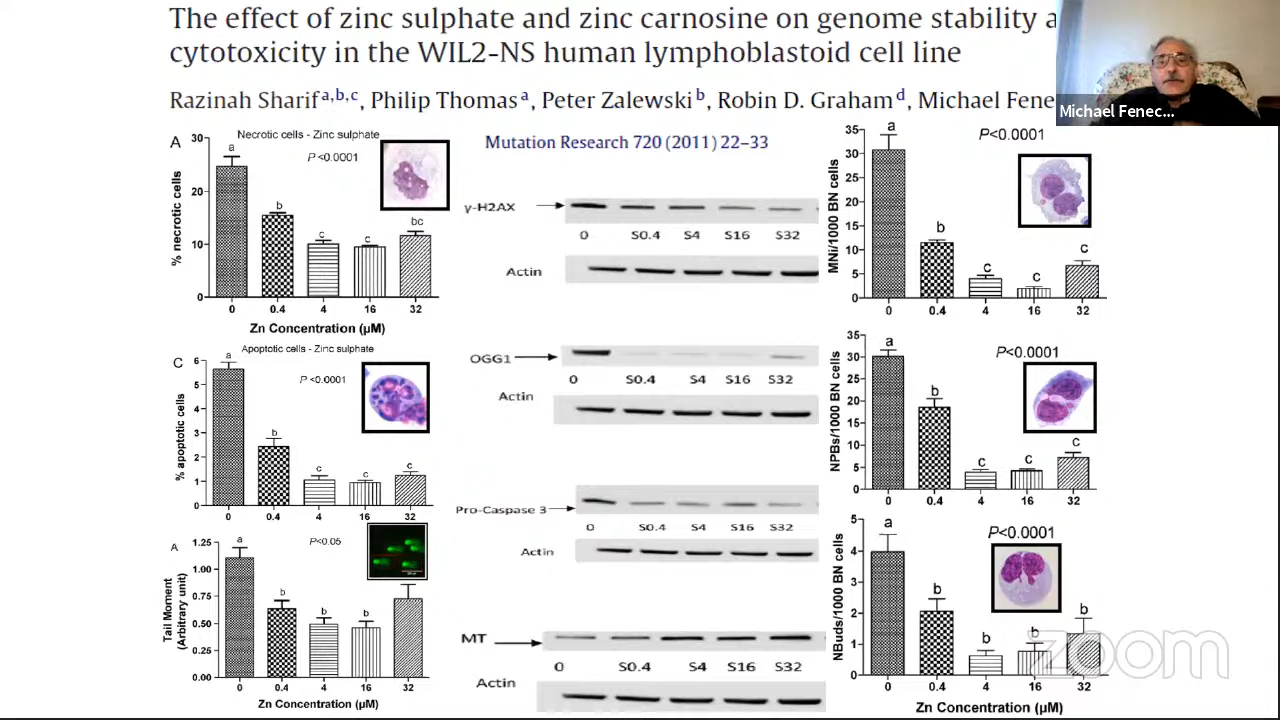 The effect of zinc sulphate and zinc carnosine on genome stability a
cytotoxicity in the WIL2-NS human lymphoblastoid cell line
Razinah Sharif a,b,c, Philip Thomas a, Peter Zalewski b, Robin D. Graham d, Michael Fene
Michael Fenec...
Mutation Research 720 (2011) 22–33
A
Necrotic cells - Zinc sulphate
P <0.0001
% necrotic cells
30
20
10
0
a
b
c
c
bc
0 0.4 4 16 32
Zn Concentration (µM)
C
Apoptotic cells - Zinc sulphate
P <0.0001
% apoptotic cells
6
5
4
3
2
1
0
a
b
c
c
c
0 0.4 4 16 32
A
P<0.05
Tail Moment
(Arbitrary unit)
1.25
1.00
0.75
0.50
0.25
0.00
a
b
b
b
b
0 0.4 4 16 32
Zn Concentration (µM)
γ-H2AX
0 S0.4 S4 S16 S32
Actin
OGG1
0 S0.4 S4 S16 S32
Actin
Pro-Caspase 3
0 S0.4 S4 S16 S32
Actin
MT
0 S0.4 S4 S16 S32
Actin
P<0.0001
MNi/1000 BN cells
35
30
25
20
15
10
5
0
a
b
c
c
c
0 0.4 4 16 32
P<0.0001
NPBs/1000 BN cells
35
30
25
20
15
10
5
0
a
b
c
c
c
0 0.4 4 16 32
P<0.0001
NBuds/1000 BN cells
5
4
3
2
1
0
a
b
b
b
b
0 0.4 4 16 32
Zn Concentration (µM)
zoom